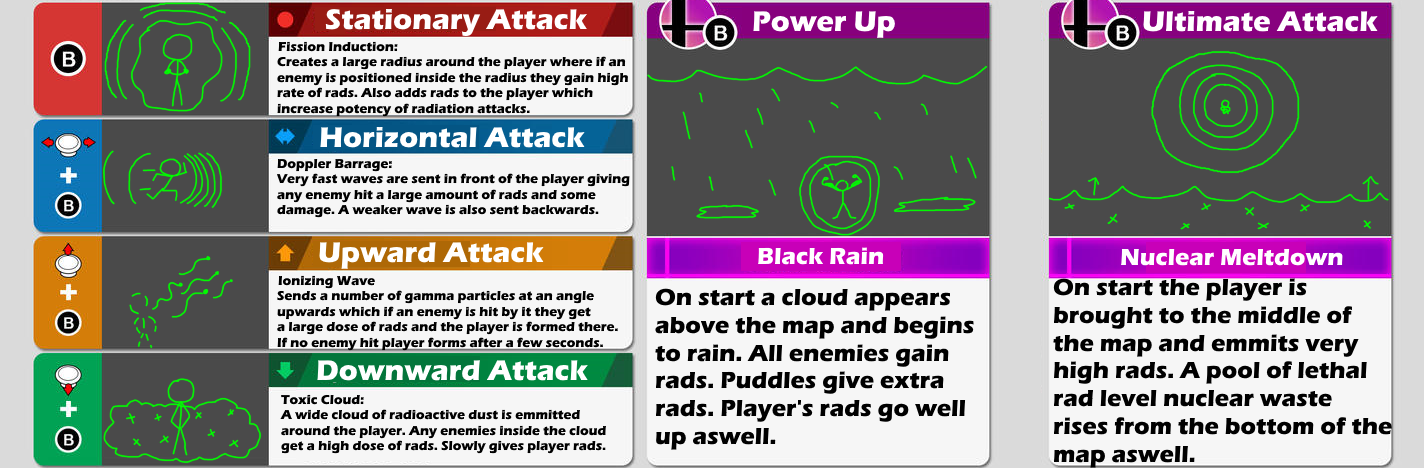 B
Stationary Attack
Fission Induction:
Creates a large radius around the player where if an
enemy is positioned inside the radius they gain high
rate of rads. Also adds rads to the player which
increase potency of radiation attacks.
+
B
Horizontal Attack
Doppler Barrage:
Very fast waves are sent in front of the player giving
any enemy hit a large amount of rads and some
damage. A weaker wave is also sent backwards.
+
B
Upward Attack
Ionizing Wave
Sends a number of gamma particles at an angle
upwards which if an enemy is hit by it they get
a large dose of rads and the player is formed there.
If no enemy hit player forms after a few seconds.
+
B
Downward Attack
Toxic Cloud:
A wide cloud of radioactive dust is emmitted
around the player. Any enemies inside the cloud
get a high dose of rads. Slowly gives player rads.
B
Power Up
Black Rain
On start a cloud appears
above the map and begins
to rain. All enemies gain
rads. Puddles give extra
rads. Player's rads go well
up aswell.
B
Ultimate Attack
Nuclear Meltdown
On start the player is
brought to the middle of
the map and emmits very
high rads. A pool of lethal
rad level nuclear waste
rises from the bottom of the
map aswell.